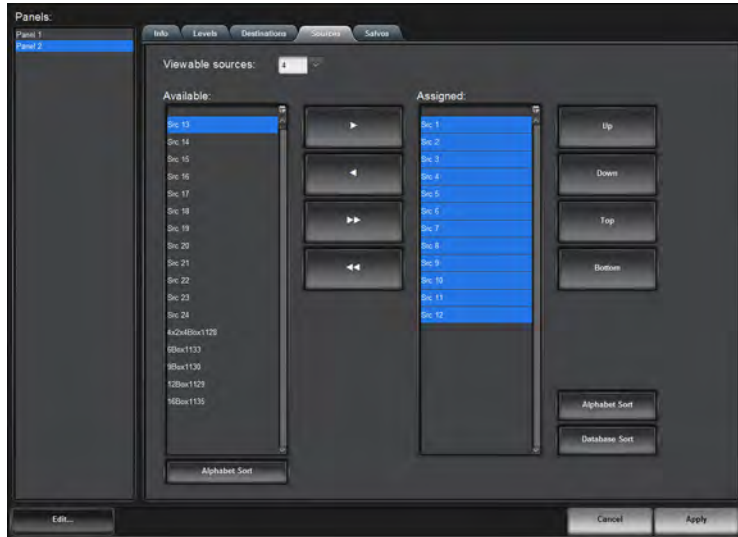 Panels:
Panel 1
Panel 2
Info
Levels
Destinations
Sources
Salvos
Viewable sources:
4
Available:
Src 13
Src 14
Src 15
Src 16
Src 17
Src 18
Src 19
Src 20
Src 21
Src 22
Src 23
Src 24
4x2x4Box1128
6Box1133
9Box1130
12Box1129
16Box1135
Alphabet Sort
Assigned:
Src 1
Src 2
Src 3
Src 4
Src 5
Src 6
Src 7
Src 8
Src 9
Src 10
Src 11
Src 12
Up
Down
Top
Bottom
Alphabet Sort
Database Sort
Edit...
Cancel
Apply